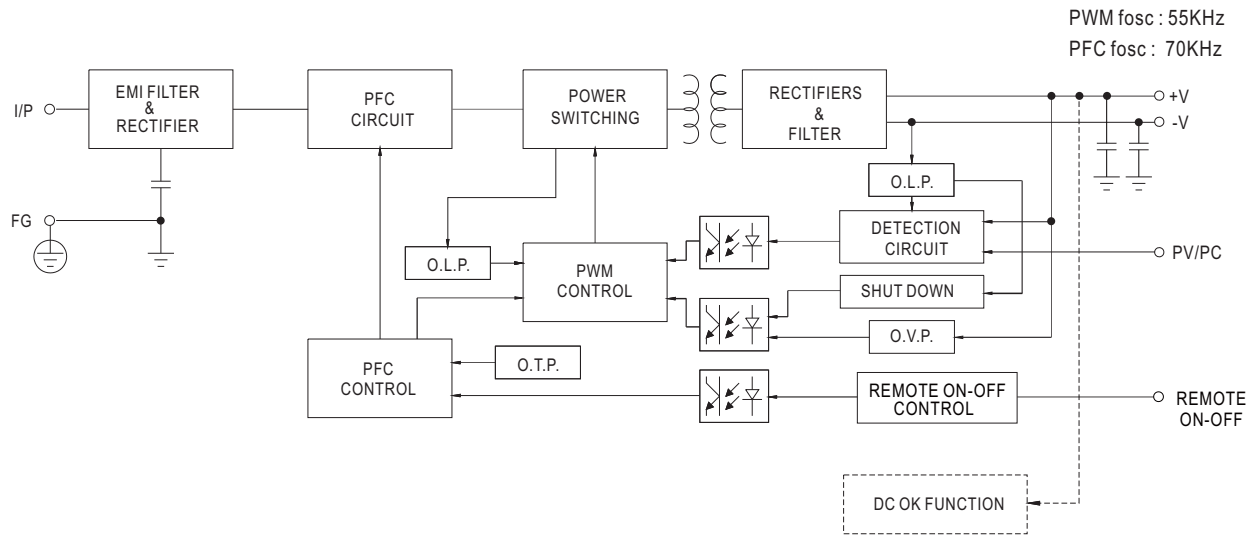 PWM fosc : 55KHz
PFC fosc : 70KHz
I/P
EMI FILTER
&
RECTIFIER
PFC
CIRCUIT
POWER
SWITCHING
RECTIFIERS
&
FILTER
+V
-V
O.L.P.
FG
DETECTION
CIRCUIT
PV/PC
O.L.P.
PWM
CONTROL
SHUT DOWN
O.V.P.
O.T.P.
PFC
CONTROL
REMOTE ON-OFF
CONTROL
REMOTE
ON-OFF
DC OK FUNCTION